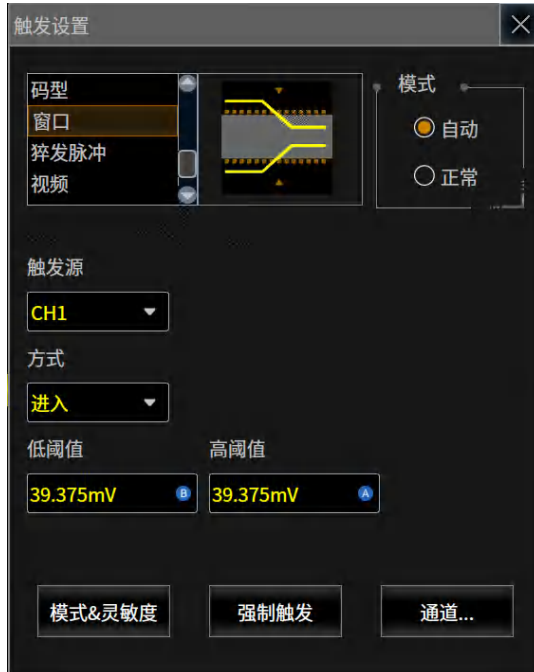 触发设置
码型
窗口
猝发脉冲
视频
模式
自动
正常
触发源
CH1
方式
进入
低阈值
高阈值
39.375mV B
39.375mV A
模式&灵敏度
强制触发
通道...